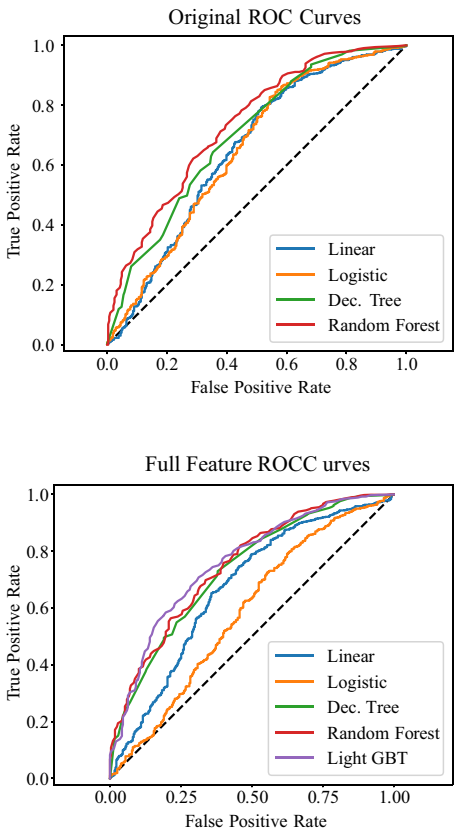 Original ROC Curves
1.0
0.8
0.6
0.4
0.2
0.0
True Positive Rate
Linear
Logistic
Dec. Tree
Random Forest
0.0 0.2 0.4 0.6 0.8 1.0
False Positive Rate
Full Feature ROCC urves
1.0
0.8
0.6
0.4
0.2
0.0
True Positive Rate
Linear
Logistic
Dec. Tree
Random Forest
Light GBT
0.00 0.25 0.50 0.75 1.00
False Positive Rate